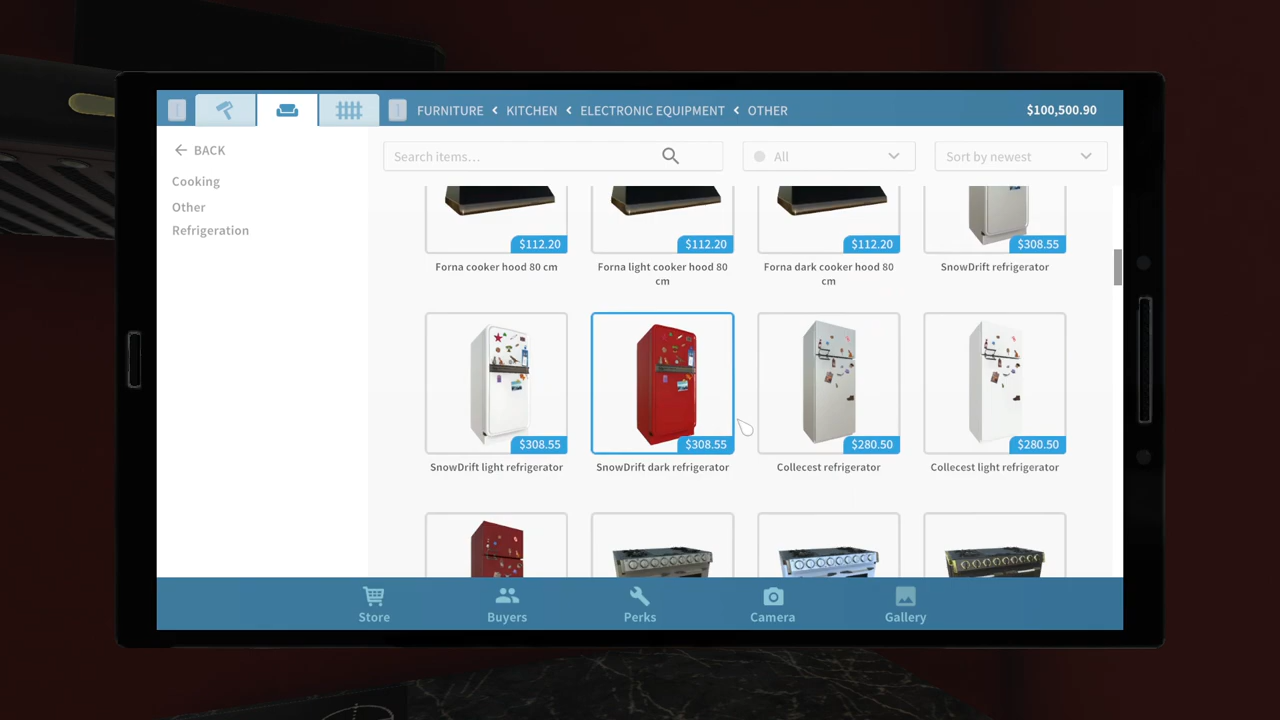 FURNITURE < KITCHEN < ELECTRONIC EQUIPMENT < OTHER
$100,500.90
BACK
Cooking
Other
Refrigeration
Search items...
All
Sort by newest
$112.20
$112.20
$112.20
$308.55
Forna cooker hood 80 cm
Forna light cooker hood 80
cm
Forna dark cooker hood 80
cm
SnowDrift refrigerator
$308.55
$308.55
$280.50
$280.50
SnowDrift light refrigerator
SnowDrift dark refrigerator
Collecest refrigerator
Collecest light refrigerator
Store
Buyers
Perks
Camera
Gallery